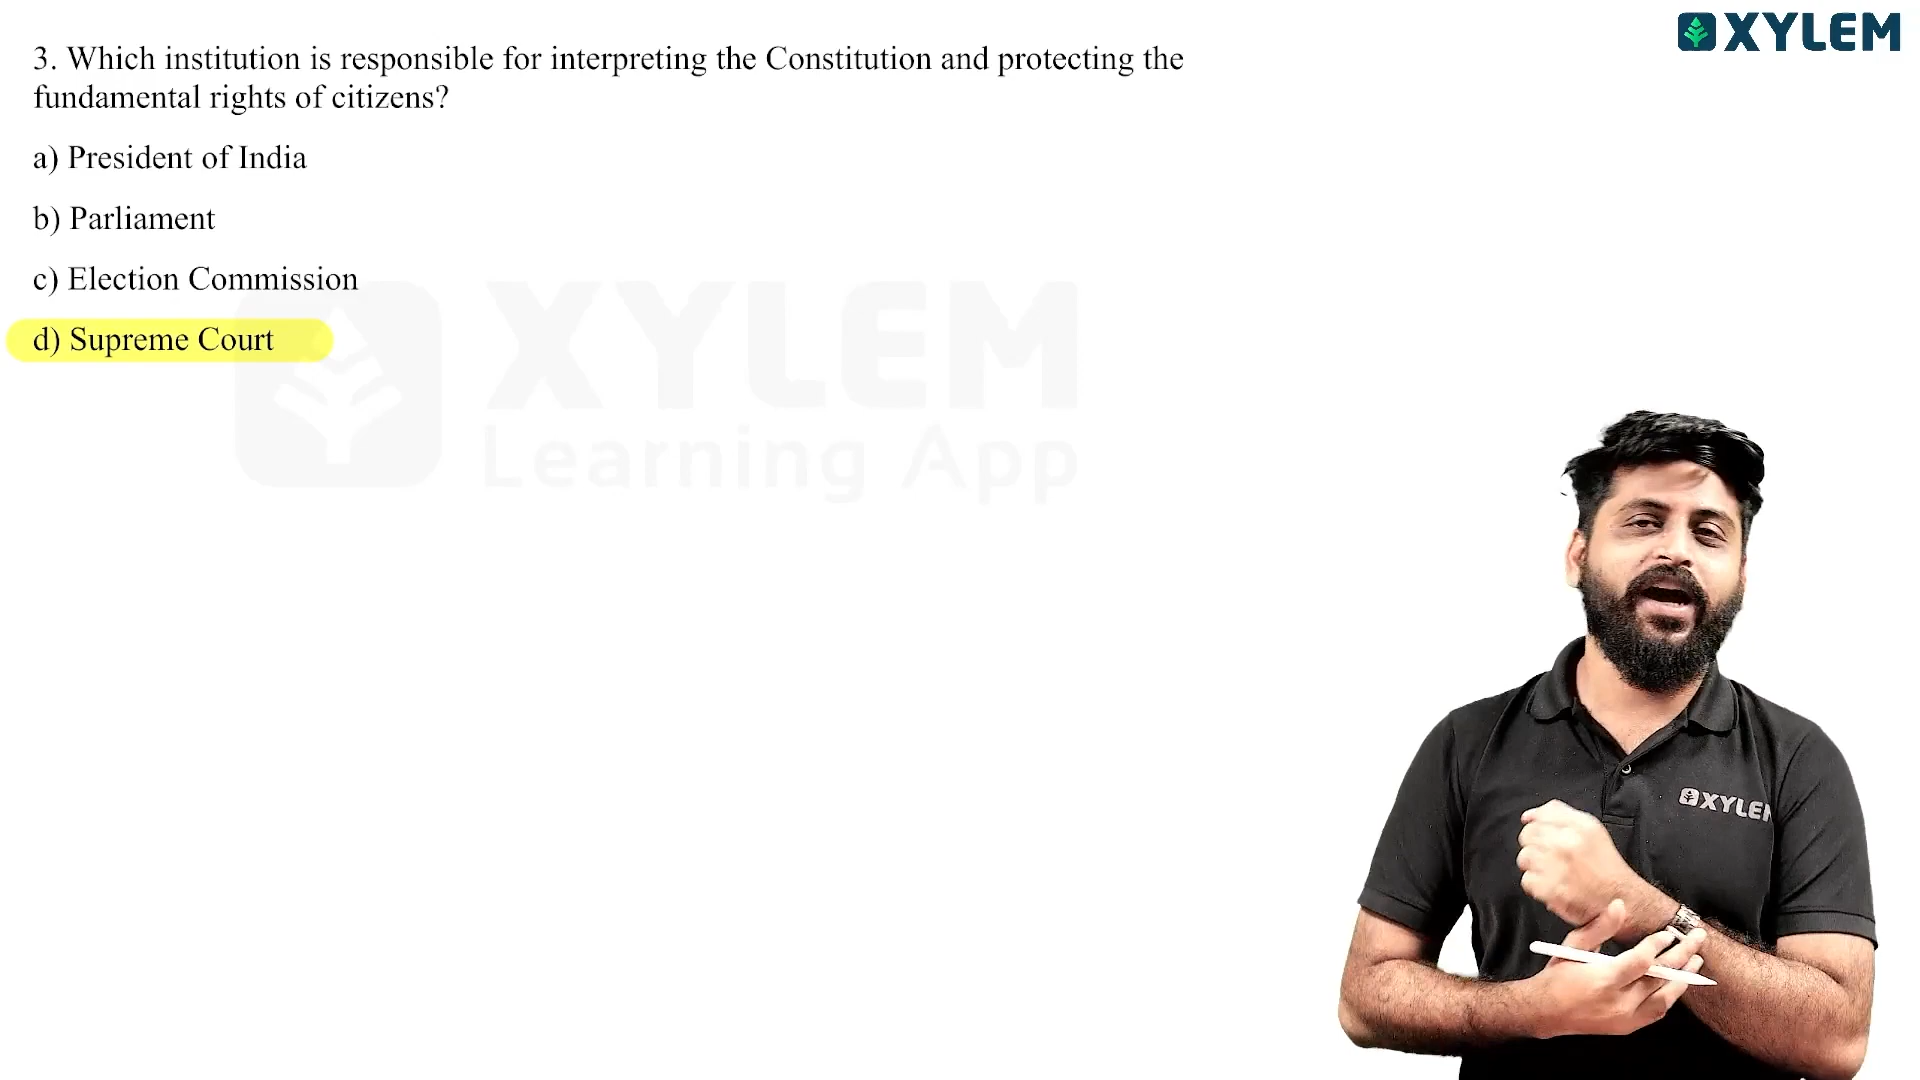 XYLEM
3. Which institution is responsible for interpreting the Constitution and protecting the
fundamental rights of citizens?
a) President of India
b) Parliament
c) Election Commission
d) Supreme Court
XYLEM
Learning App
XYLEM